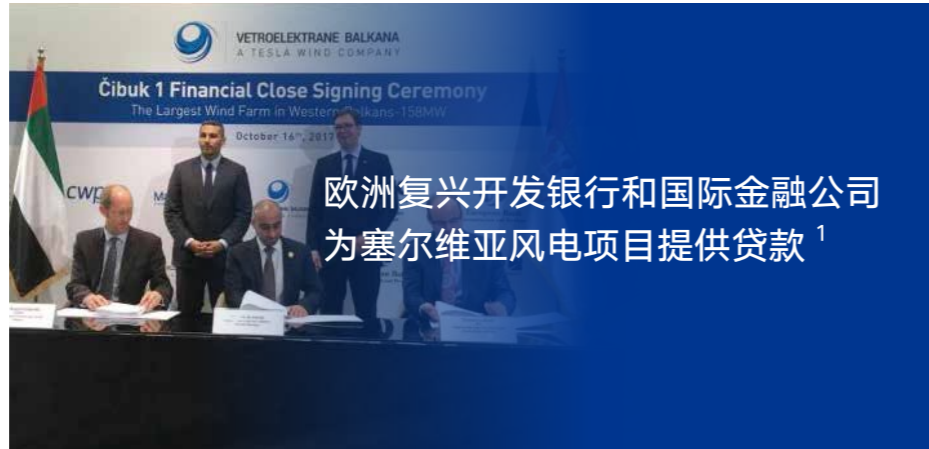 VETROELEKTRANE BALKANA
A TESLA WIND COMPANY
Čibuk 1 Financial Close Signing Ceremony
The Largest Wind Farm in Western Balkans-158MW
October 16th, 2017
cwp
欧洲复兴开发银行和国际金融公司
为塞尔维亚风电项目提供贷款 1